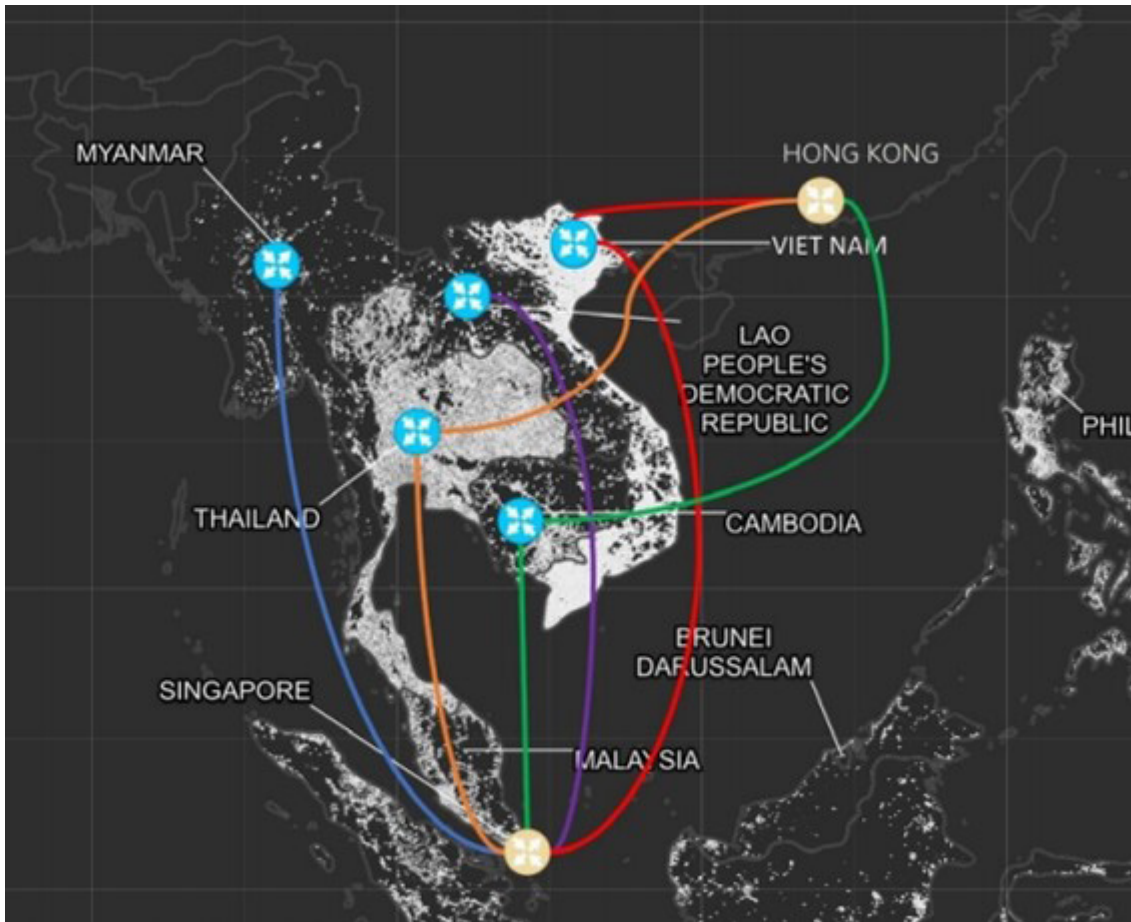 MYANMAR
HONG KONG
VIET NAM
LAO
PEOPLE'S
DEMOCRATIC
REPUBLIC
PHIL
THAILAND
CAMBODIA
BRUNEI
DARUSSALAM
SINGAPORE
MALAYSIA